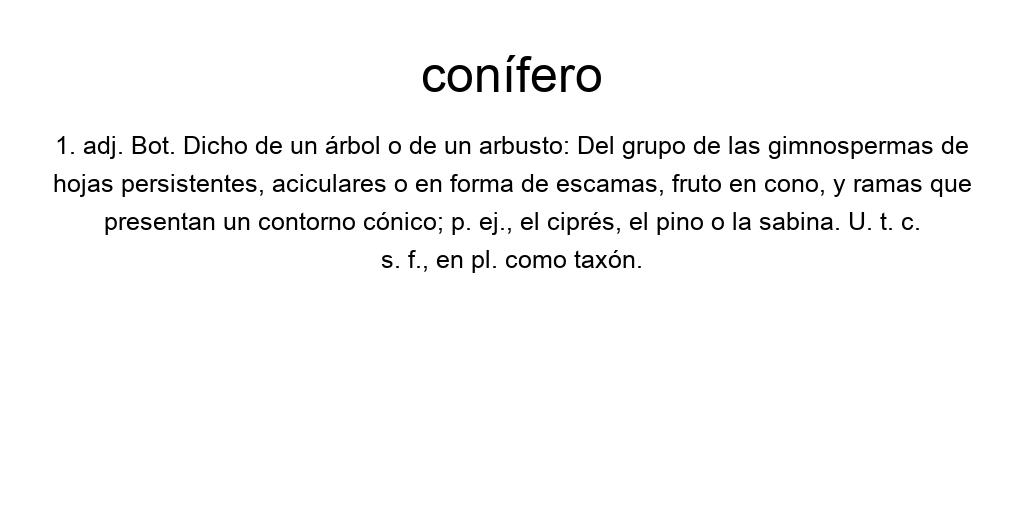 conífero
1. adj. Bot. Dicho de un árbol o de un arbusto: Del grupo de las gimnospermas de
hojas persistentes, aciculares o en forma de escamas, fruto en cono, y ramas que
presentan un contorno cónico; p. ej., el ciprés, el pino o la sabina. U. t. c.
s. f., en pl. como taxón.